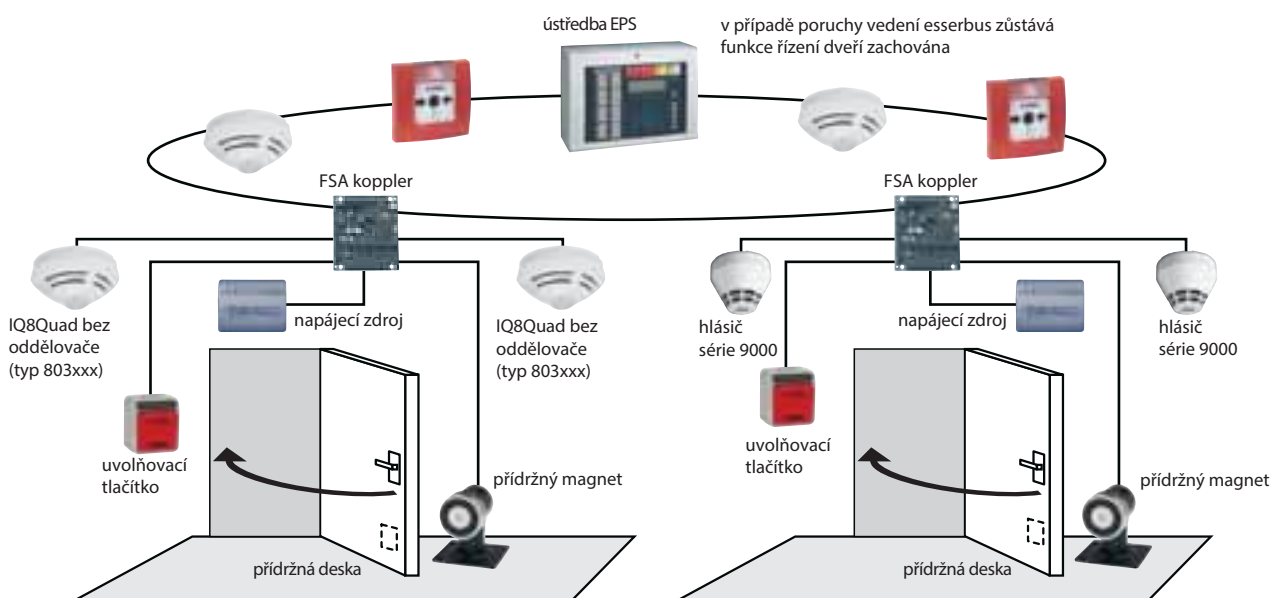 ústředba EPS
v případě poruchy vedení esserbus zůstává
funkce řízení dveří zachována
FSA koppler
FSA koppler
IQ8Quad bez
oddělovače
(typ 803xxx)
napájecí zdroj
IQ8Quad bez
oddělovače
(typ 803xxx)
hlásič
série 9000
napájecí zdroj
hlásič
série 9000
uvolňovací
tlačítko
přídržný magnet
přídržná deska
uvolňovací
tlačítko
přídržný magnet
přídržná deska